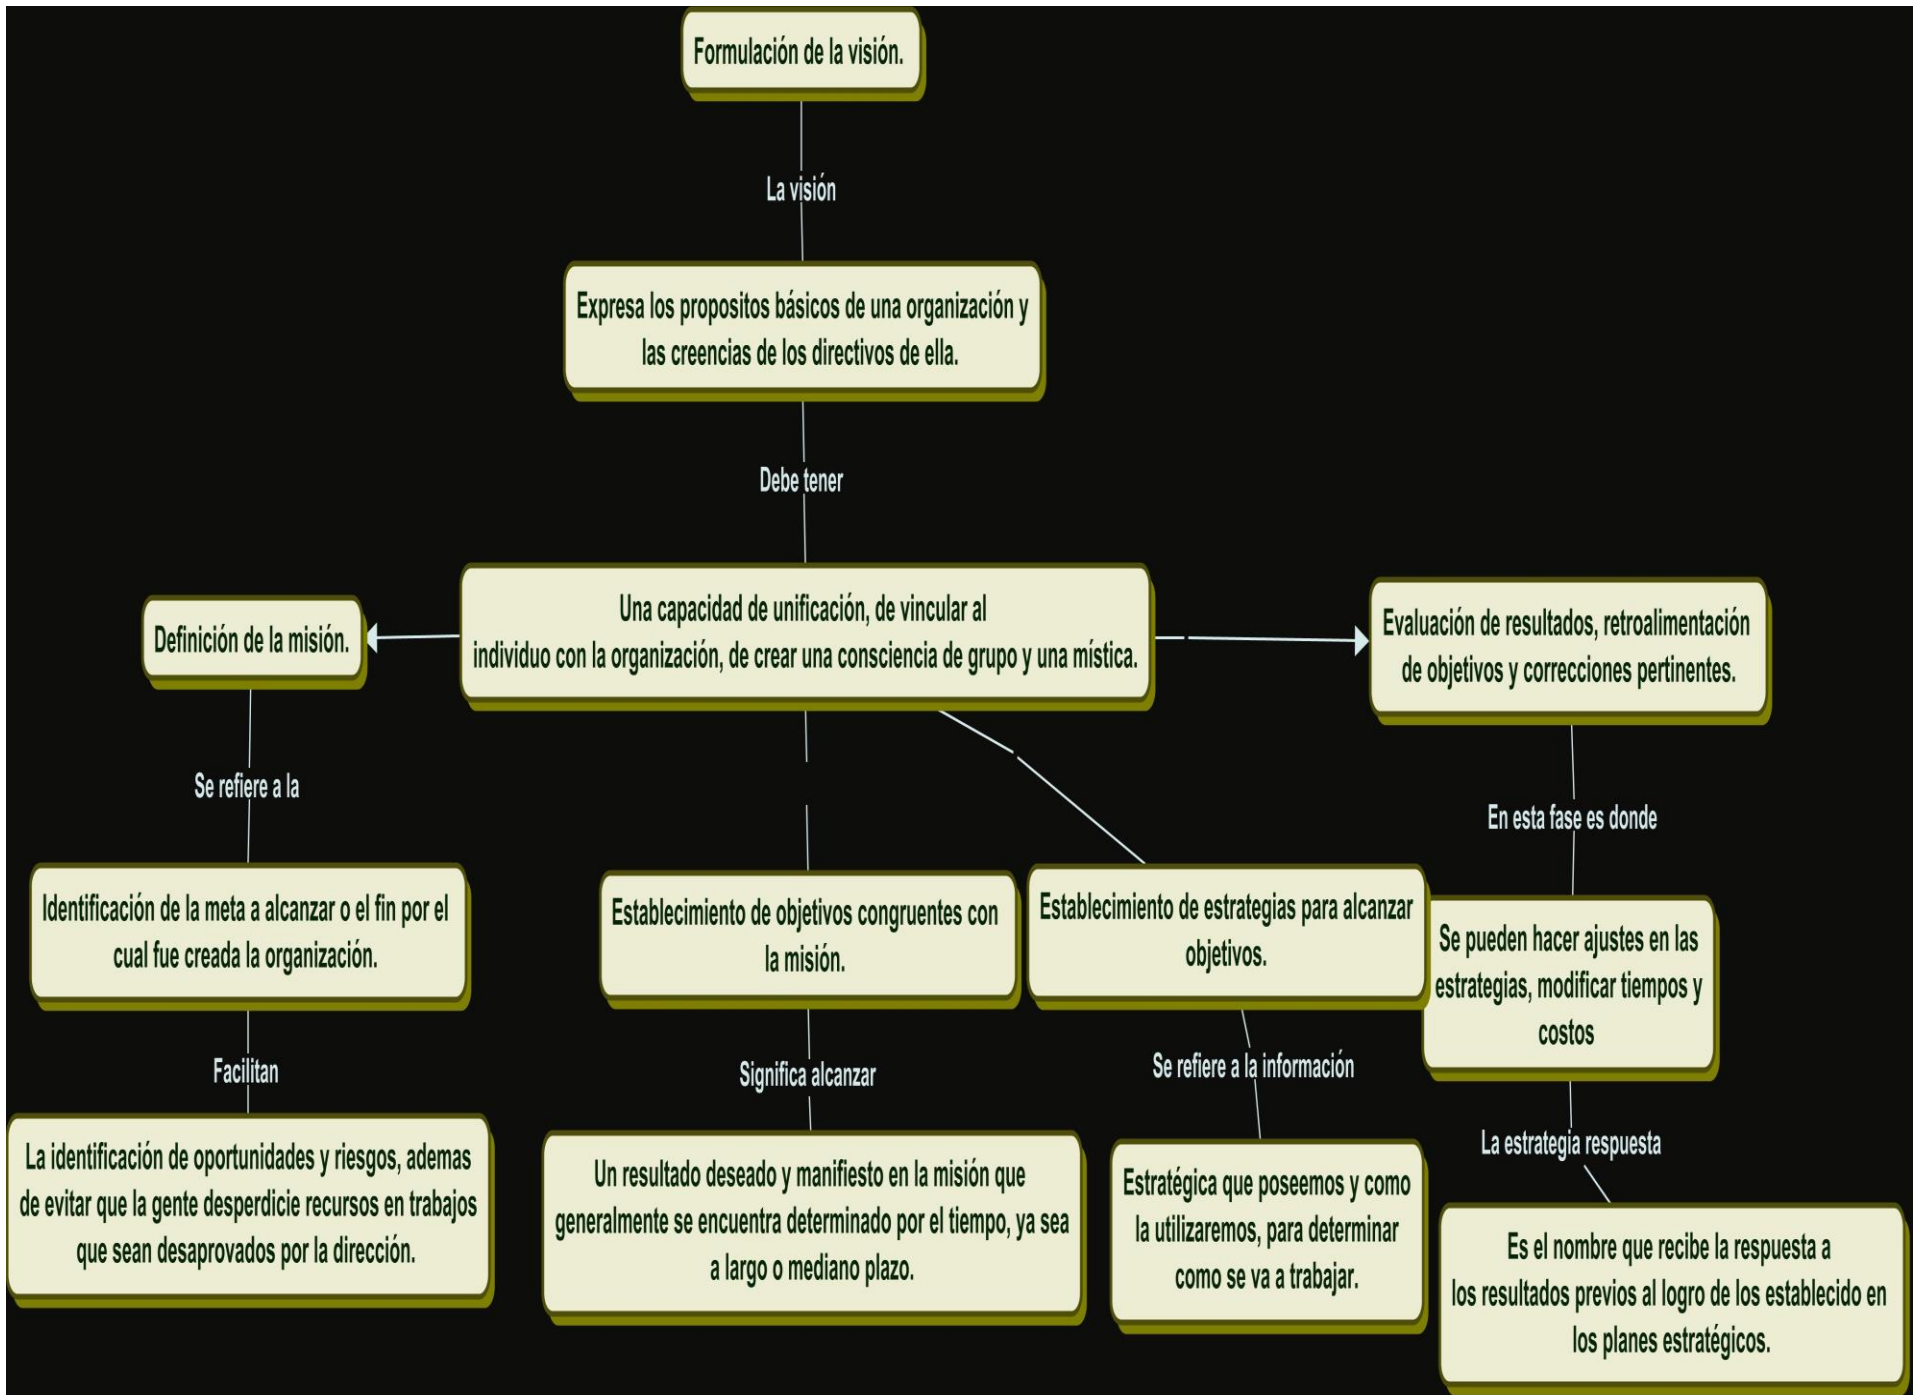 Formulación de la visión.
La visión
Expresa los propositos básicos de una organización y
las creencias de los directivos de ella.
Debe tener
Una capacidad de unificación, de vincular al
individuo con la organización, de crear una consciencia de grupo y una mística.
Definición de la misión.
Se refiere a la
Identificación de la meta a alcanzar o el fin por el
cual fue creada la organización.
Facilitan
La identificación de oportunidades y riesgos, ademas
de evitar que la gente desperdicie recursos en trabajos
que sean desaprovados por la dirección.
Establecimiento de objetivos congruentes con
la misión.
Significa alcanzar
Un resultado deseado y manifiesto en la misión que
generalmente se encuentra determinado por el tiempo, ya sea
a largo o mediano plazo.
Establecimiento de estrategias para alcanzar
objetivos.
Se refiere a la información
Estratégica que poseemos y como
la utilizaremos, para determinar
como se va a trabajar.
Evaluación de resultados, retroalimentación
de objetivos y correcciones pertinentes.
En esta fase es donde
Se pueden hacer ajustes en las
estrategias, modificar tiempos y
costos
La estrategia respuesta
Es el nombre que recibe la respuesta a
los resultados previos al logro de los establecido en
los planes estratégicos.